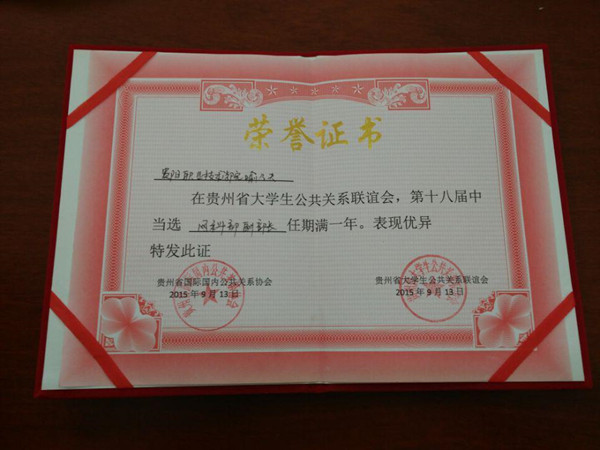 荣誉证书
贵阳职业技术学院
在贵州省大学生公共关系联谊会，第十八届中
当选 网宣部副部长 任期满一年。表现优异
特发此证
贵州省国际国内公共关系协会
2015年9月13日
贵州省大学生公共关系联谊会
2015年9月13日